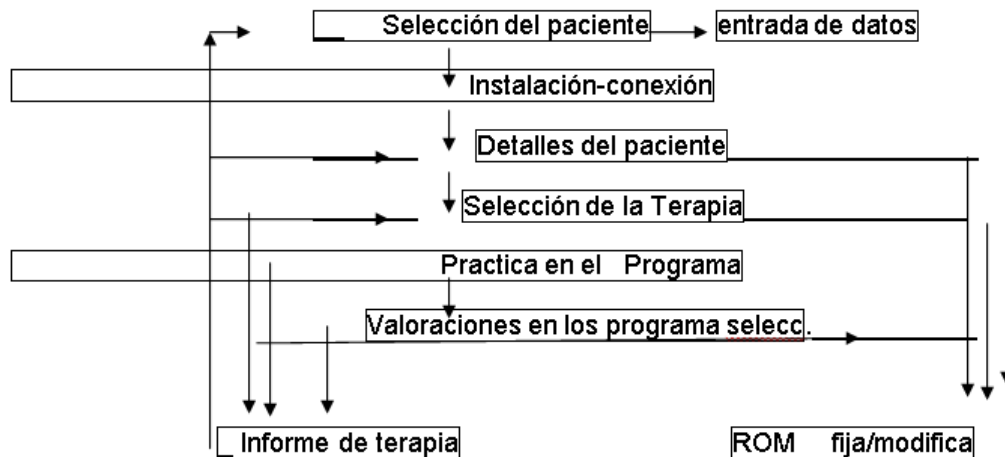 Selección del paciente entrada de datos
Instalación-conexión
Detalles del paciente
Selección de la Terapia
Practica en el Programa
Valoraciones en los programa selecc.
Informe de terapia ROM fija/modifica